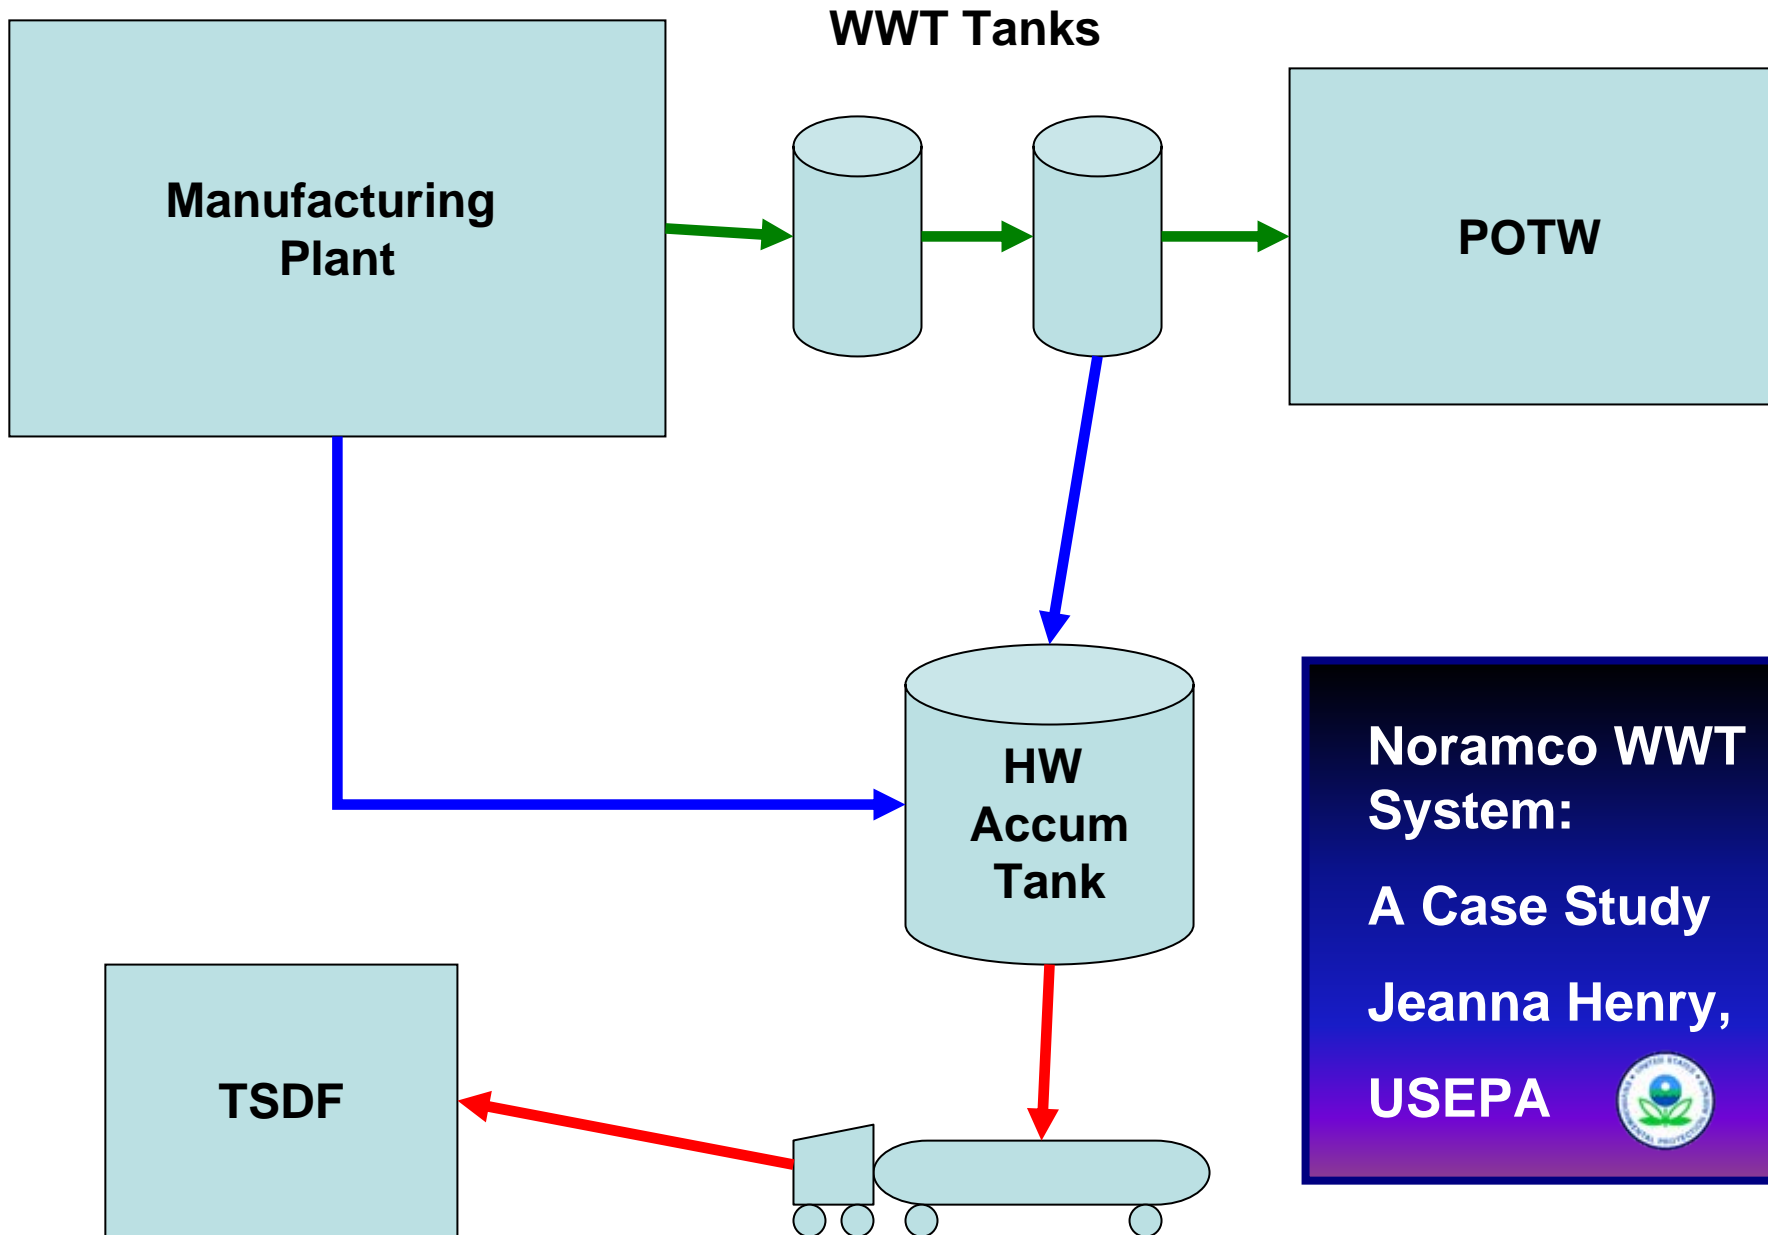 WWT Tanks
Manufacturing
Plant
POTW
HW
Accum
Tank
TSDF
Noramco WWT
System:
A Case Study
Jeanna Henry,
USEPA